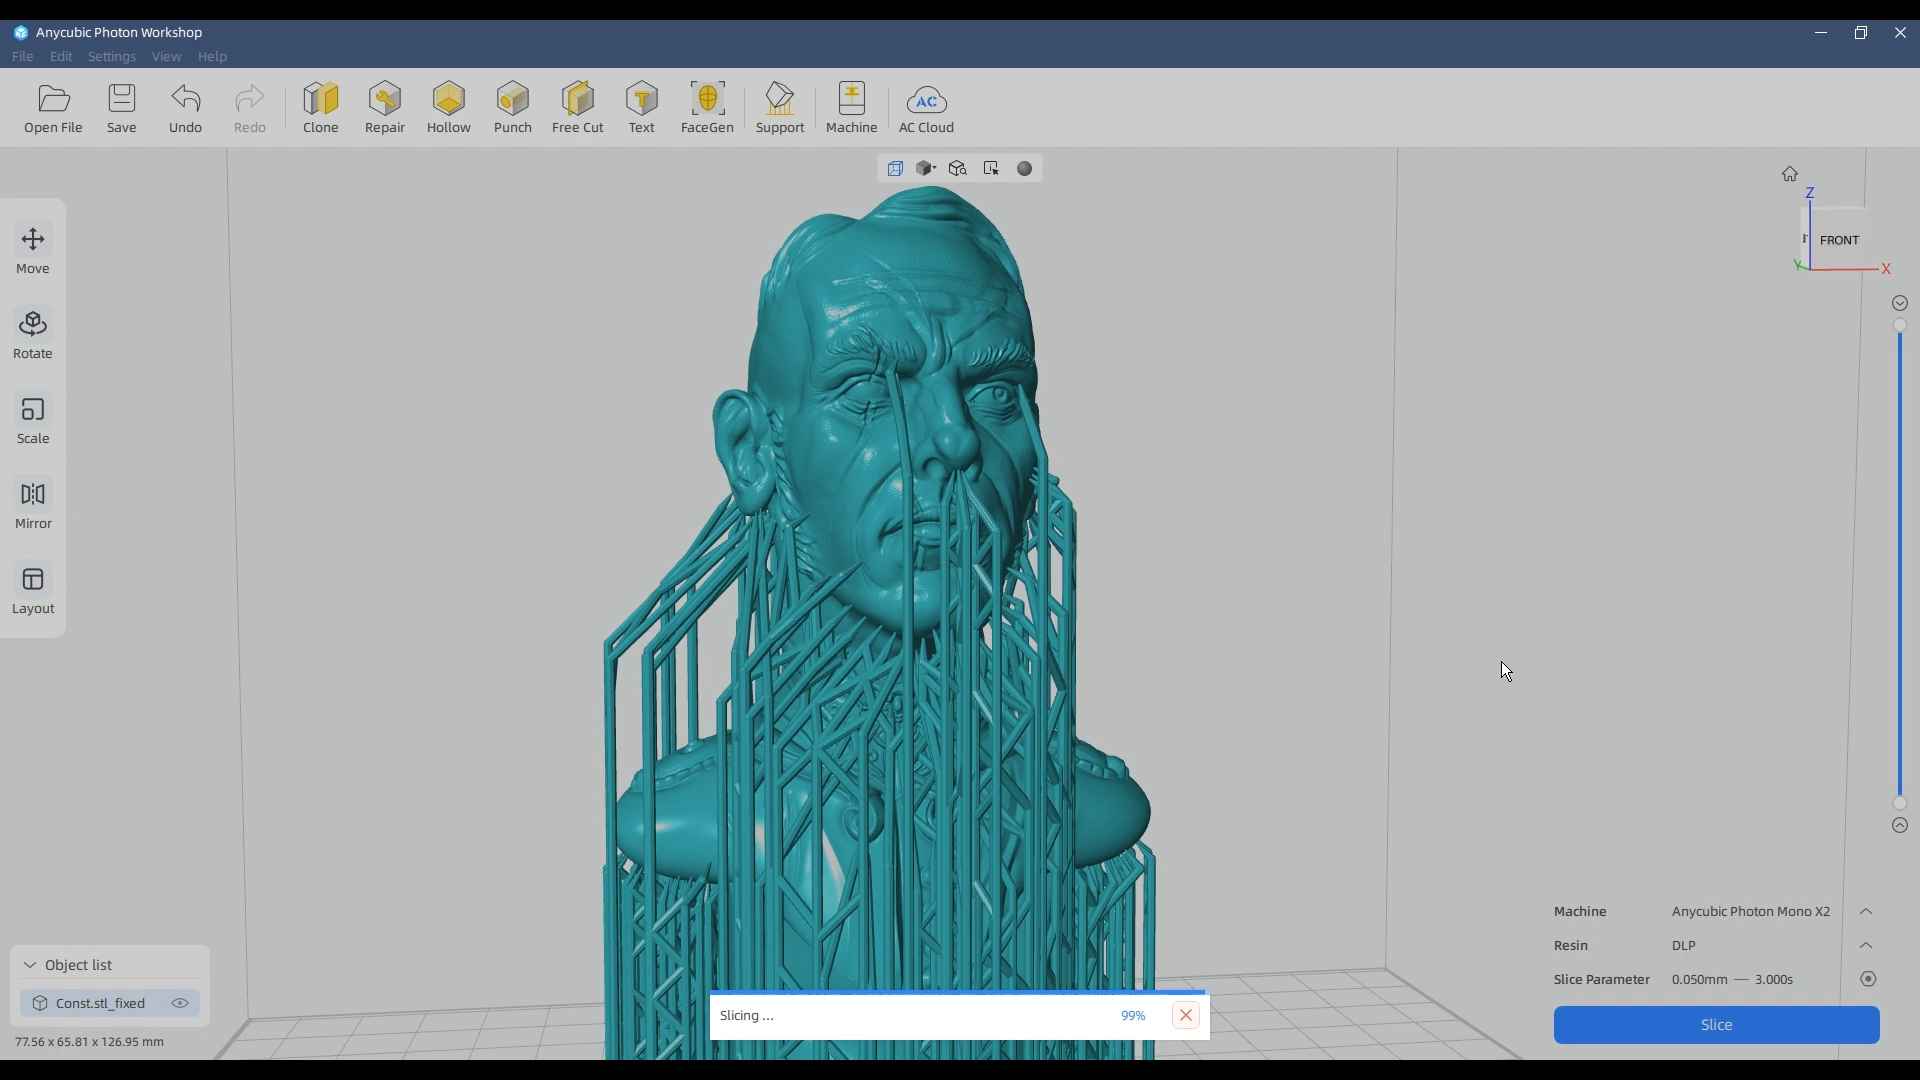 Anycubic Photon Workshop
File Edit Settings View Help
Open File Save Undo Redo Clone Repair Hollow Punch Free Cut Text FaceGen Support Machine AC Cloud
AC
T
Z
FRONT
Y
X
Move
Rotate
Scale
Mirror
Layout
Machine Anycubic Photon Mono X2
Resin DLP
Slice Parameter 0.050mm — 3.000s
Slice
Object list
Const.stl_fixed
77.56 x 65.81 x 126.95 mm
Slicing ... 99%